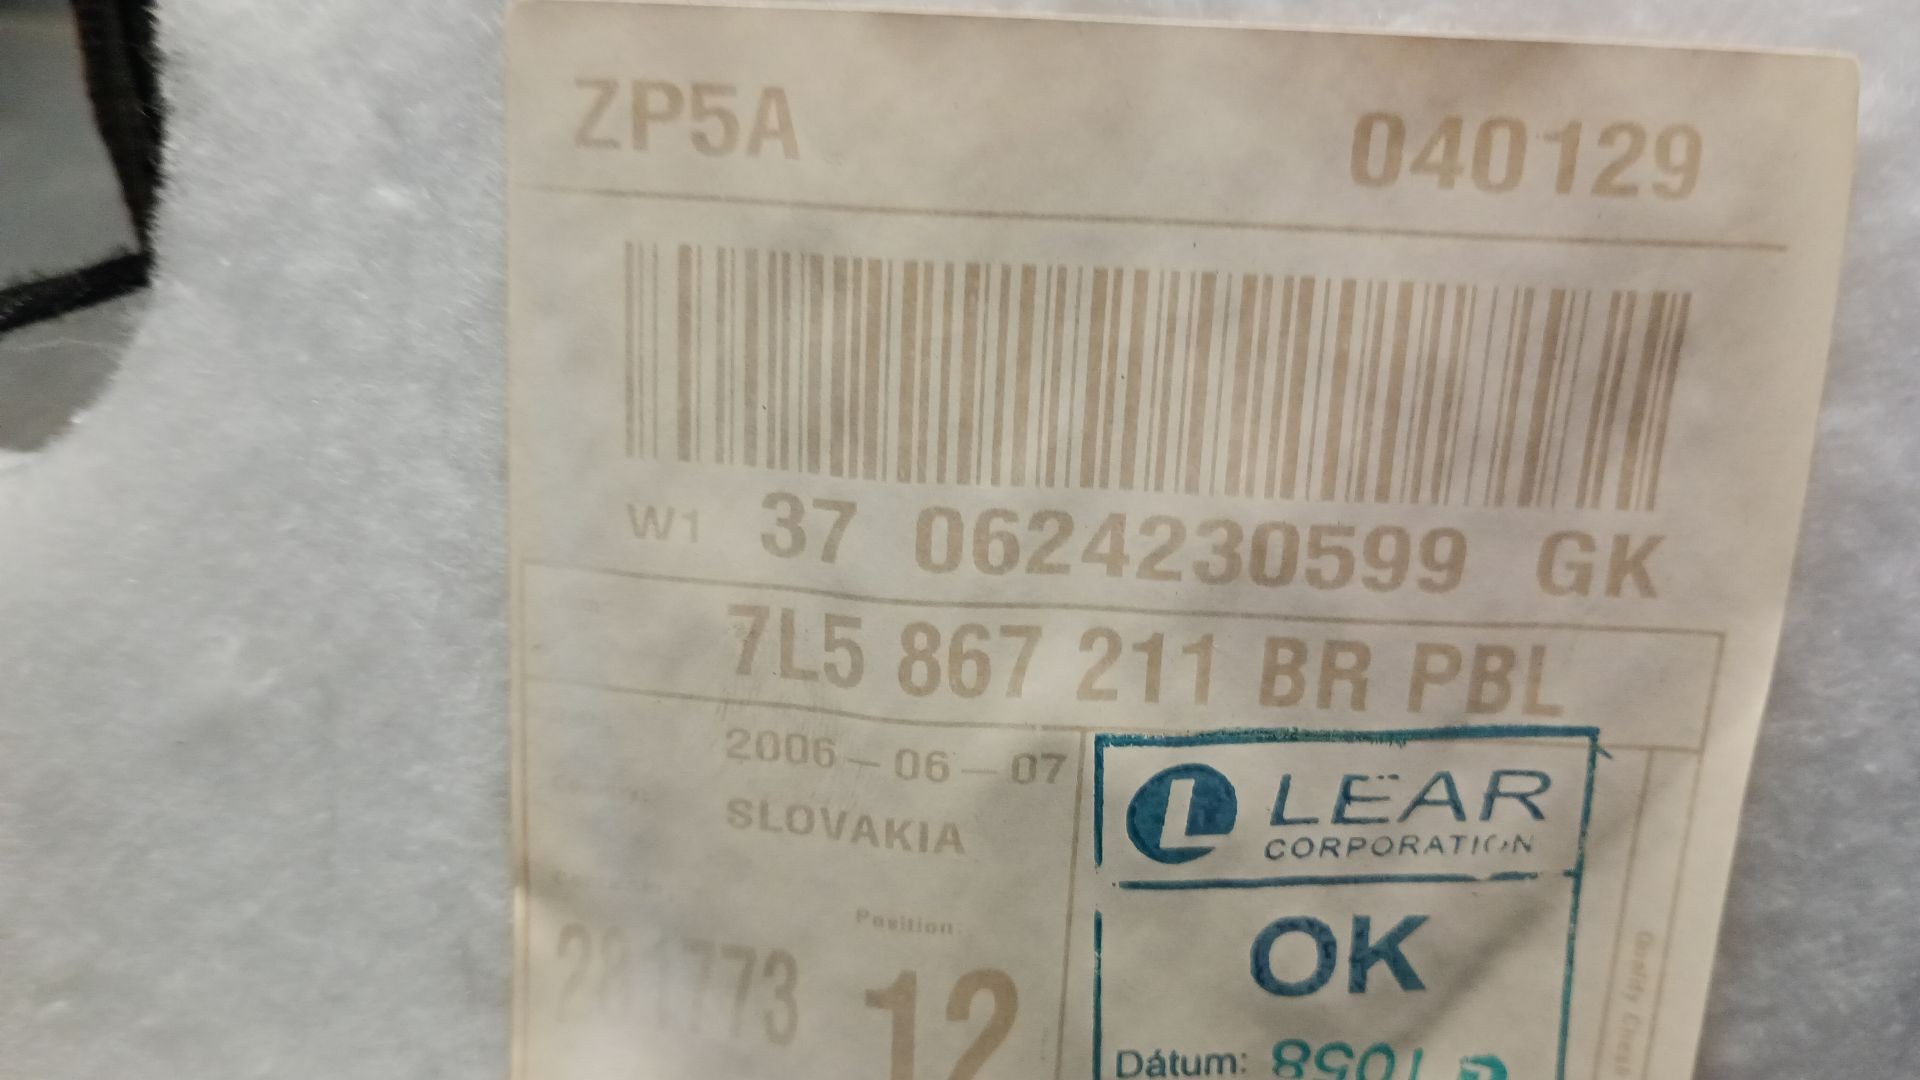 ZP5A 040129
W1 37 0624230599 GK
7L5 867 211 BR PBL
2006-06-07
SLOVAKIA
L LEAR
CORPORATION
Position:
12
OK
Dátum: